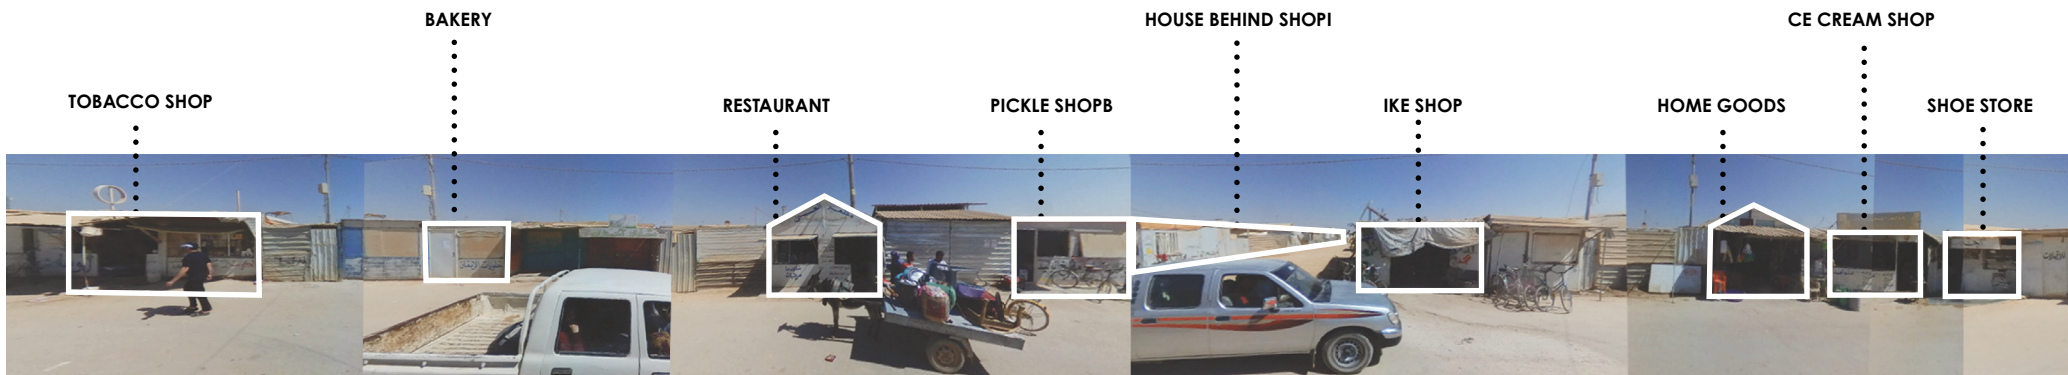 BAKERY
HOUSE BEHIND SHOPI
CE CREAM SHOP
TOBACCO SHOP
RESTAURANT
PICKLE SHOPB
IKE SHOP
HOME GOODS
SHOE STORE